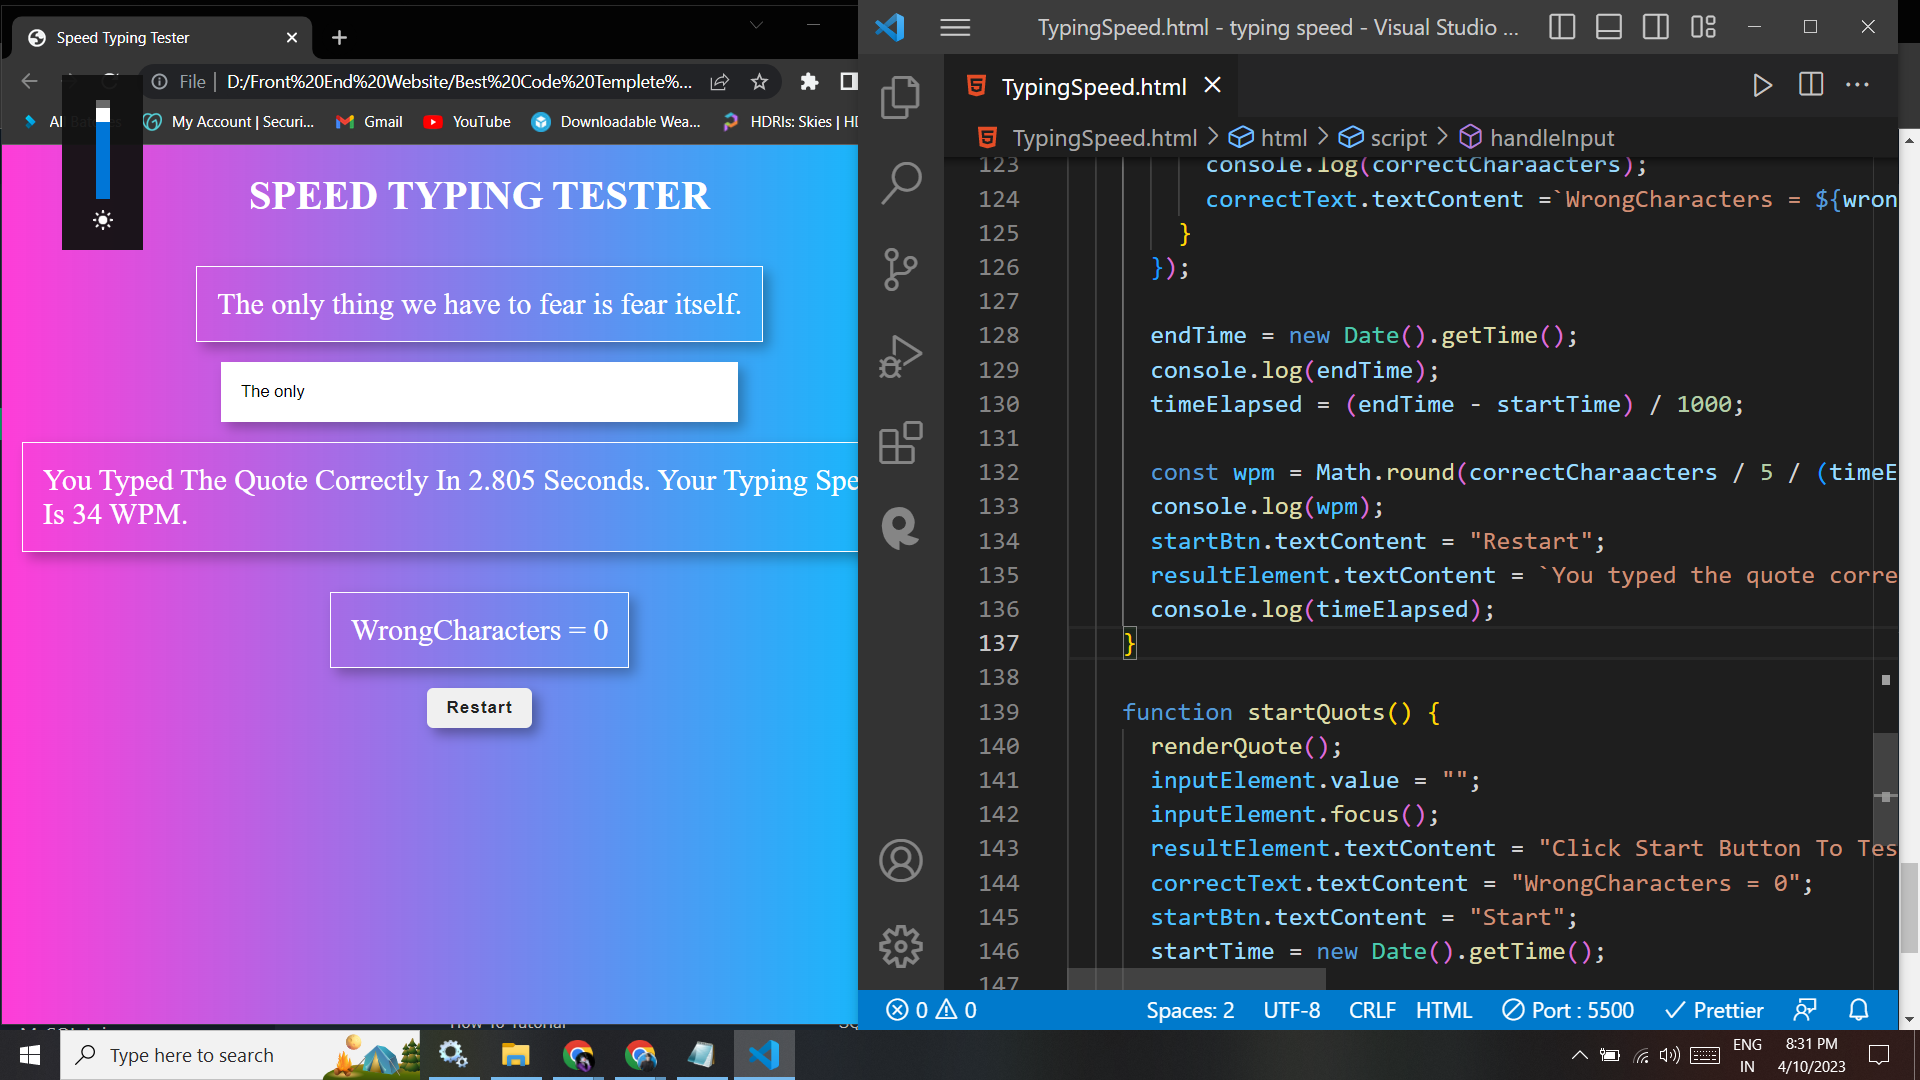 Speed Typing Tester
File
D:/Front%20End%20Website/Best%20Code%20Templete%...
My Account | Securi...
Gmail
YouTube
Downloadable Wea...
HDRIs: Skies | HD
SPEED TYPING TESTER
The only thing we have to fear is fear itself.
The only
You Typed The Quote Correctly In 2.805 Seconds. Your Typing Spe
Is 34 WPM.
WrongCharacters = 0
Restart
TypingSpeed.html - typing speed - Visual Studio ...
TypingSpeed.html
TypingSpeed.html > html > script > handleInput
123 console.log(correctCharaacters);
124 correctText.textContent =`WrongCharacters = ${wron
125 }
126 });
127
128 endTime = new Date().getTime();
129 console.log(endTime);
130 timeElapsed = (endTime - startTime) / 1000;
131
132 const wpm = Math.round(correctCharaacters / 5 / (timeE
133 console.log(wpm);
134 startBtn.textContent = "Restart";
135 resultElement.textContent = `You typed the quote corre
136 console.log(timeElapsed);
137 }
138
139 function startQuots() {
140 renderQuote();
141 inputElement.value = "";
142 inputElement.focus();
143 resultElement.textContent = "Click Start Button To Tes
144 correctText.textContent = "WrongCharacters = 0";
145 startBtn.textContent = "Start";
146 startTime = new Date().getTime();
147
0 0 Spaces: 2 UTF-8 CRLF HTML Port : 5500 Prettier
Type here to search
ENG
IN
8:31 PM
4/10/2023